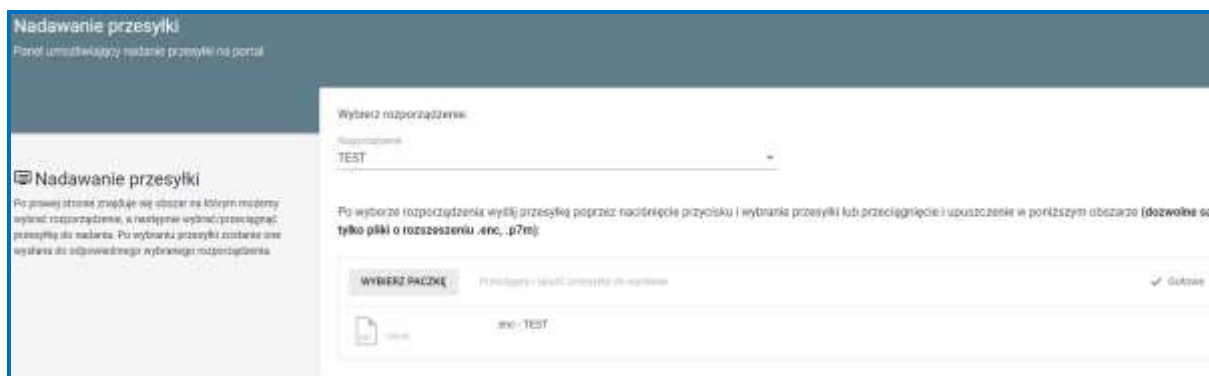 Nadawanie przesyłki
Panel umożliwiający nadanie przesyłki na portal
Wybierz rozporządzenie:
Rozporządzenie
TEST
Nadawanie przesyłki
Po prawej stronie znajduje się obszar na którym możemy
wybrać rozporządzenie, a następnie wybrać/przeciągnąć
przesyłkę do nadania. Po wybraniu przesyłki zostanie one
wysłana do odpowiedniego wybranego rozporządzenia.
Po wyborze rozporządzenia wyślij przesyłkę poprzez naciśnięcie przycisku i wybranie przesyłki lub przeciągnięcie i upuszczenie w poniższym obszarze (dozwolne są
tylko pliki o rozszeszeniu .enc, .p7m):
WYBIERZ PACZKĘ
Przeciągnij i upuść przesyłkę do wysłania
Gotowe
enc - TEST